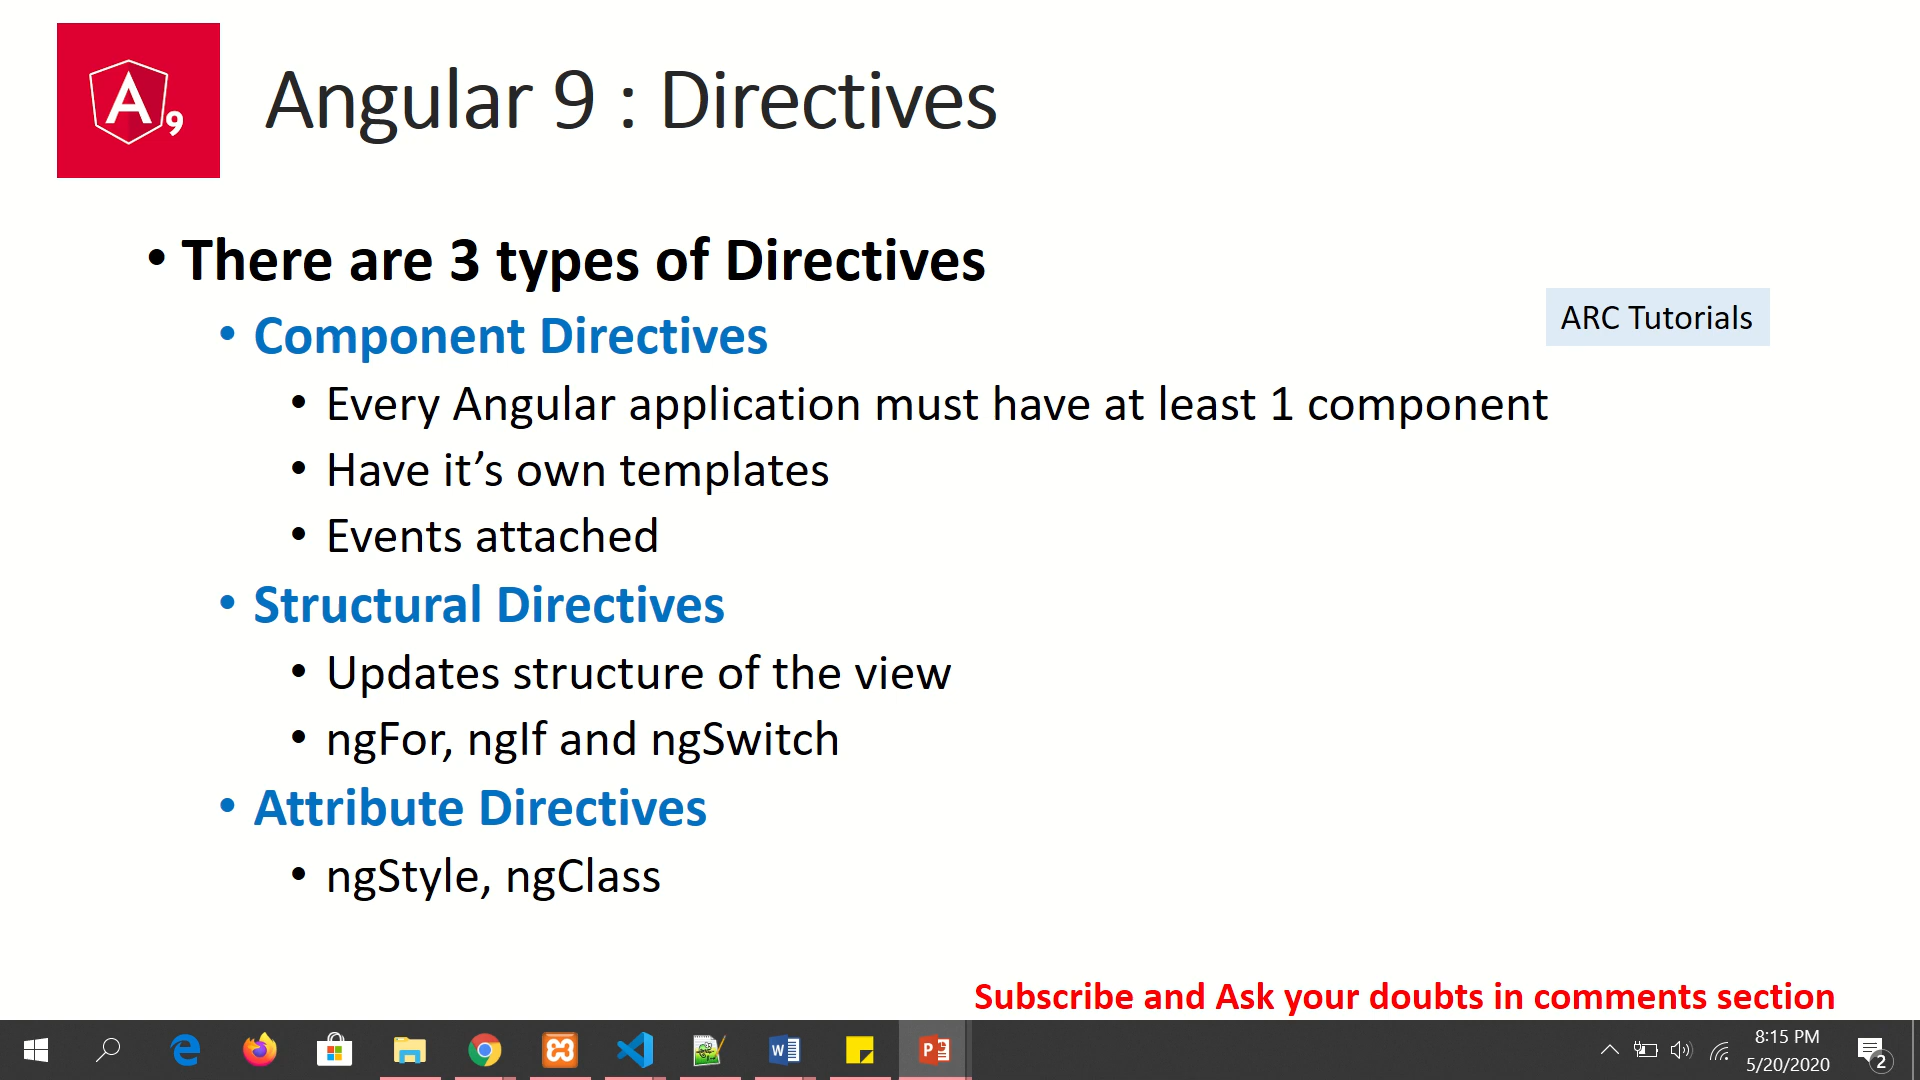 A9
Angular 9 : Directives
• There are 3 types of Directives
• Component Directives
ARC Tutorials
• Every Angular application must have at least 1 component
• Have it’s own templates
• Events attached
• Structural Directives
• Updates structure of the view
• ngFor, ngIf and ngSwitch
• Attribute Directives
• ngStyle, ngClass
Subscribe and Ask your doubts in comments section
8:15 PM
5/20/2020
2